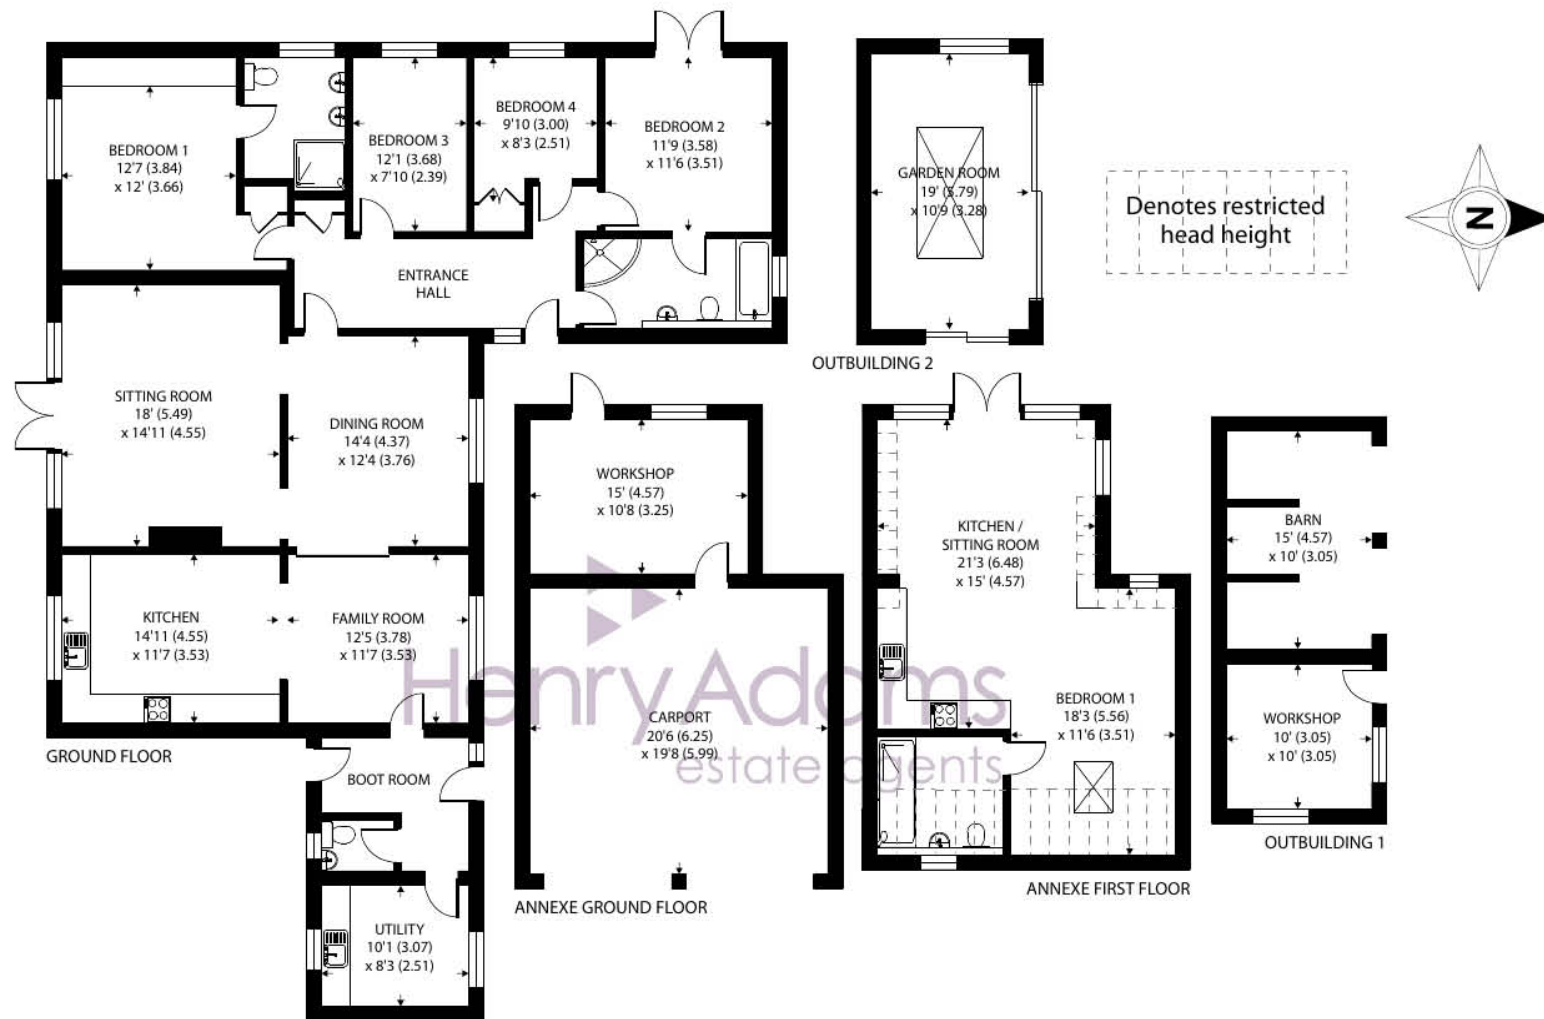 BEDROOM 1
12'7 (3.84)
x 12' (3.66)
BEDROOM 3
12'1 (3.68)
x 7'10 (2.39)
BEDROOM 4
9'10 (3.00)
x 8'3 (2.51)
BEDROOM 2
11'9 (3.58)
x 11'6 (3.51)
ENTRANCE
HALL
SITTING ROOM
18' (5.49)
x 14'11 (4.55)
DINING ROOM
14'4 (4.37)
x 12'4 (3.76)
KITCHEN
14'11 (4.55)
x 11'7 (3.53)
FAMILY ROOM
12'5 (3.78)
x 11'7 (3.53)
GROUND FLOOR
BOOT ROOM
UTILITY
10'1 (3.07)
x 8'3 (2.51)
GARDEN ROOM
19' (5.79)
x 10'9 (3.28)
OUTBUILDING 2
Denotes restricted
head height
N
WORKSHOP
15' (4.57)
x 10'8 (3.25)
CARPORT
20'6 (6.25)
x 19'8 (5.99)
ANNEXE GROUND FLOOR
Henry Adams
estate agents
KITCHEN /
SITTING ROOM
21'3 (6.48)
x 15' (4.57)
BEDROOM 1
18'3 (5.56)
x 11'6 (3.51)
ANNEXE FIRST FLOOR
BARN
15' (4.57)
x 10' (3.05)
WORKSHOP
10' (3.05)
x 10' (3.05)
OUTBUILDING 1